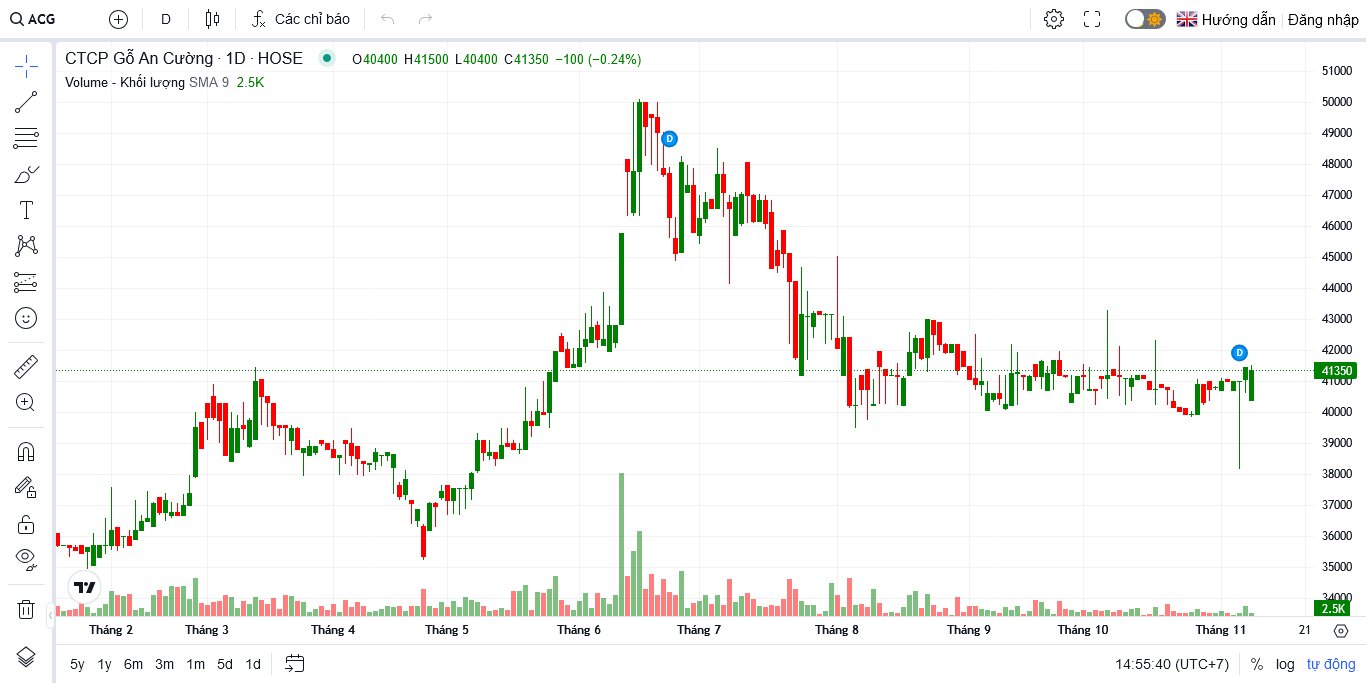 ACG D Các chỉ báo Hướng dẫn Đăng nhập
CTCP Gỗ An Cường · 1D · HOSE O40400 H41500 L40400 C41350 −100 (−0.24%)
Volume - Khối lượng SMA 9 2.5K
51000
50000
49000
D
48000
47000
46000
45000
44000
43000
42000
D
41350
41000
40000
39000
38000
37000
36000
35000
34000
2.5K
Tháng 2 Tháng 3 Tháng 4 Tháng 5 Tháng 6 Tháng 7 Tháng 8 Tháng 9 Tháng 10 Tháng 11 21
5y 1y 6m 3m 1m 5d 1d 14:55:40 (UTC+7) % log tự động